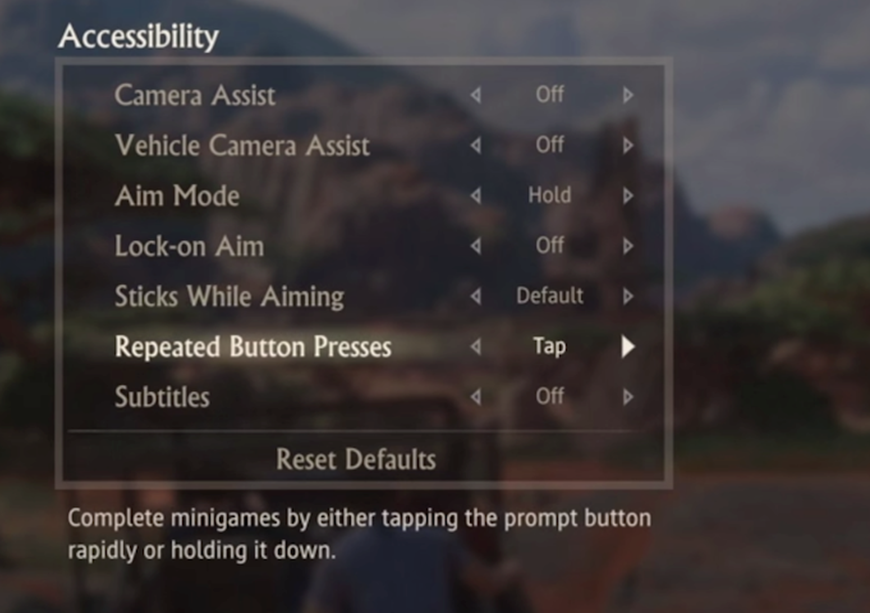 Accessibility
Camera Assist Off
Vehicle Camera Assist Off
Aim Mode Hold
Lock-on Aim Off
Sticks While Aiming Default
Repeated Button Presses Tap
Subtitles Off
Reset Defaults
Complete minigames by either tapping the prompt button
rapidly or holding it down.